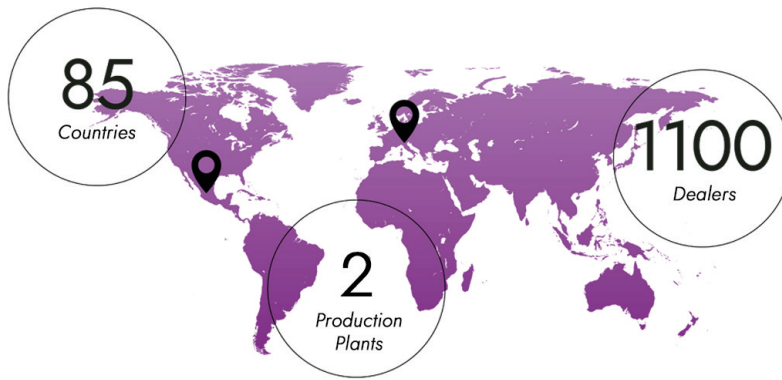 85
Countries
1100
Dealers
2
Production
Plants